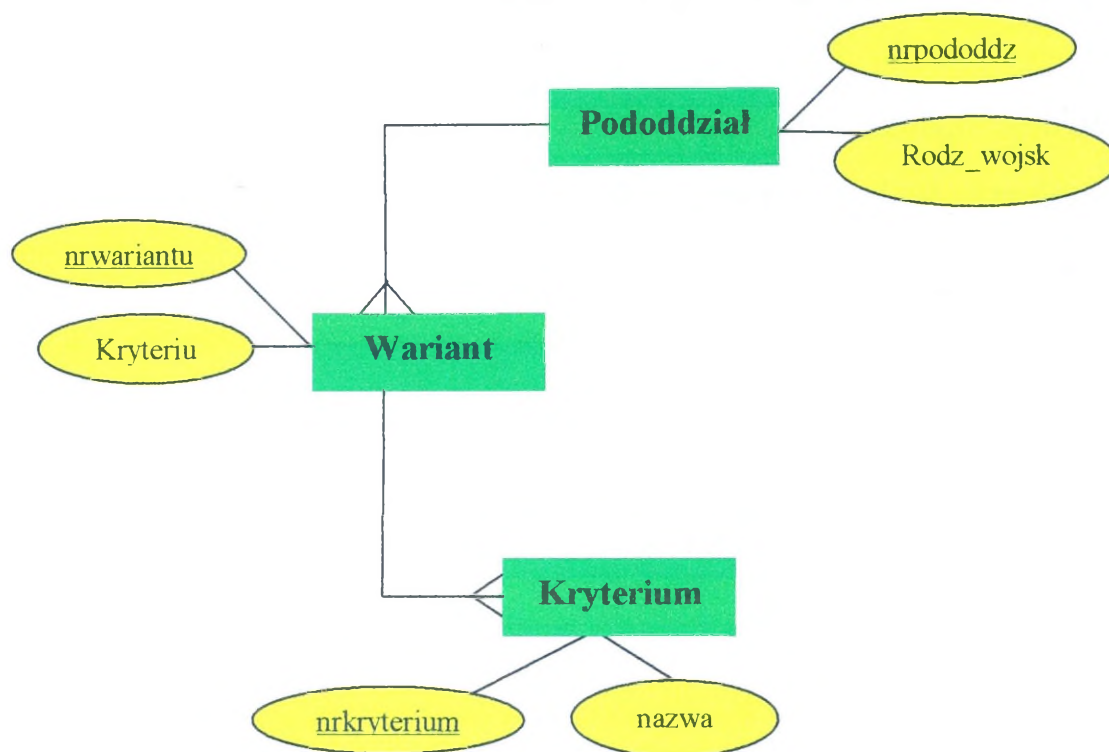 nrpododdz
Pododdział
Rodz_wojsk
nrwariantu
Kryteriu
Wariant
Kryterium
nrkryterium
nazwa